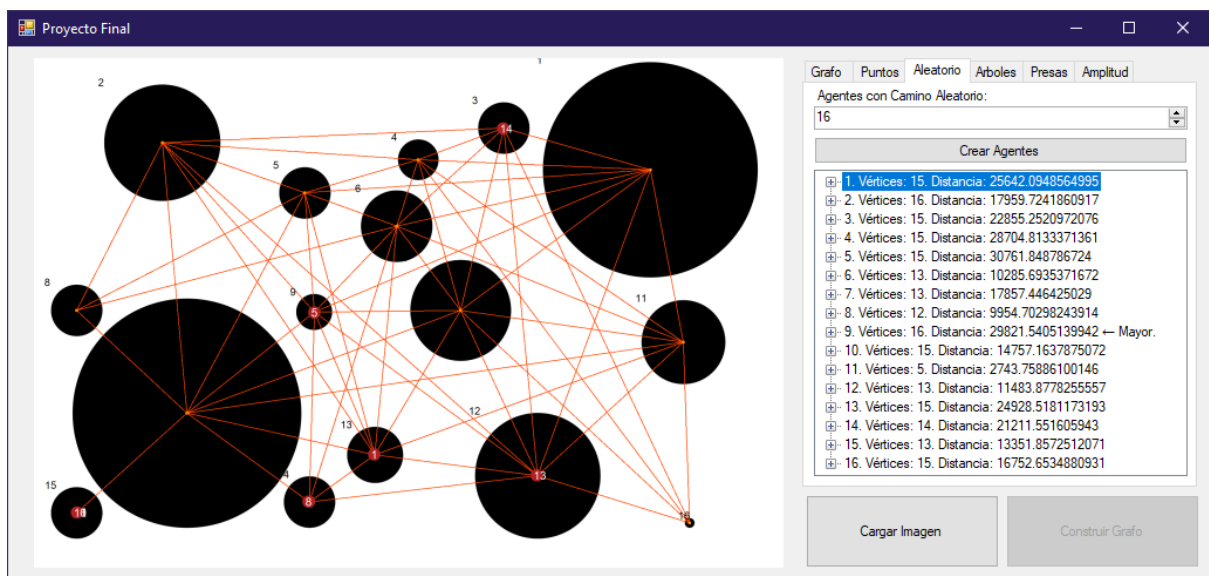 Proyecto Final
Grafo Puntos Aleatorio Arboles Presas Amplitud
Agentes con Camino Aleatorio:
16
Crear Agentes
1. Vértices: 15. Distancia: 25642.0948564995
2. Vértices: 16. Distancia: 17959.7241860917
3. Vértices: 15. Distancia: 22855.2520972076
4. Vértices: 15. Distancia: 28704.8133371361
5. Vértices: 15. Distancia: 30761.848786724
6. Vértices: 13. Distancia: 10285.6935371672
7. Vértices: 13. Distancia: 17857.446425029
8. Vértices: 12. Distancia: 9954.70298243914
9. Vértices: 16. Distancia: 29821.5405139942 ← Mayor.
10. Vértices: 15. Distancia: 14757.1637875072
11. Vértices: 5. Distancia: 2743.75886100146
12. Vértices: 13. Distancia: 11483.8778255557
13. Vértices: 15. Distancia: 24928.5181173193
14. Vértices: 14. Distancia: 21211.551605943
15. Vértices: 13. Distancia: 13351.8572512071
16. Vértices: 15. Distancia: 16752.6534880931
Cargar Imagen
Construir Grafo
1
2
3
14
4
5
6
8
9
5
11
12
13
1
13
8
15